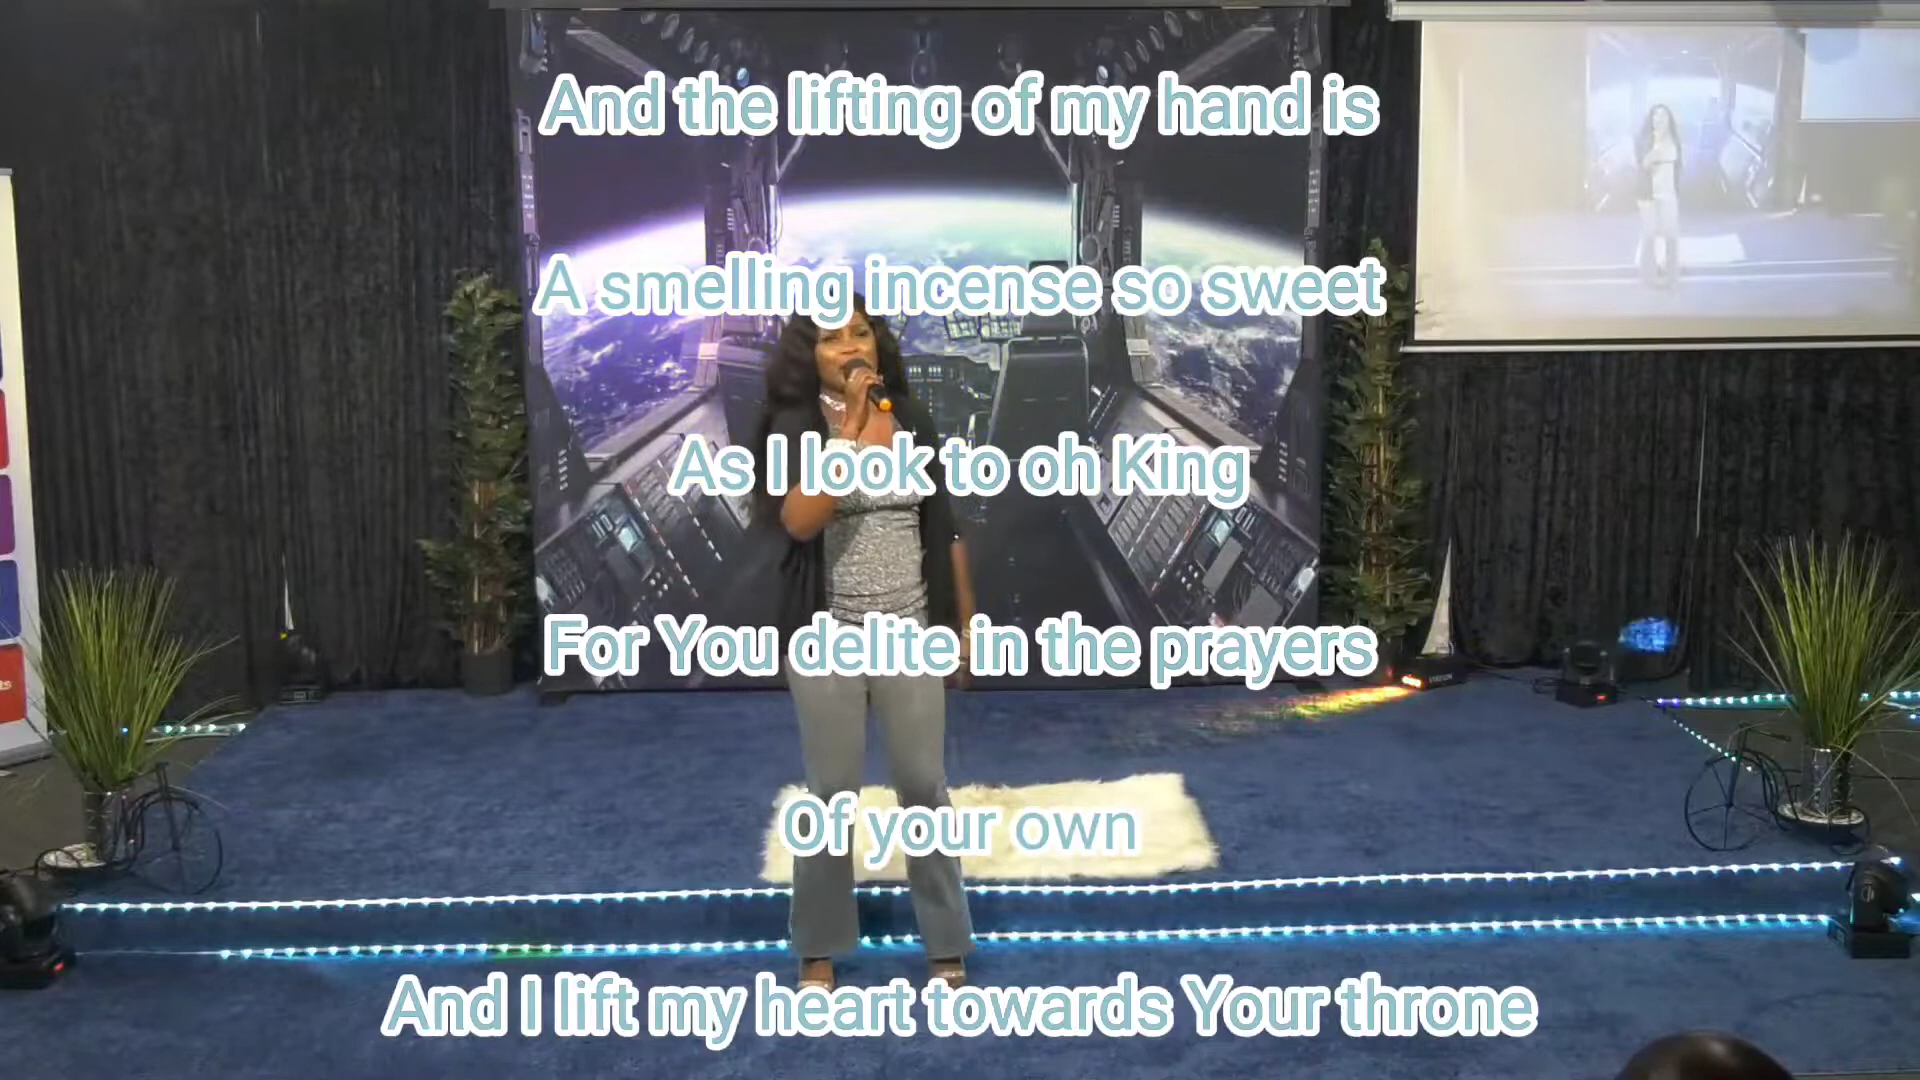 And the lifting of my hand is
A smelling incense so sweet
As I look to oh King
For You delite in the prayers
Of your own
And I lift my heart towards Your throne